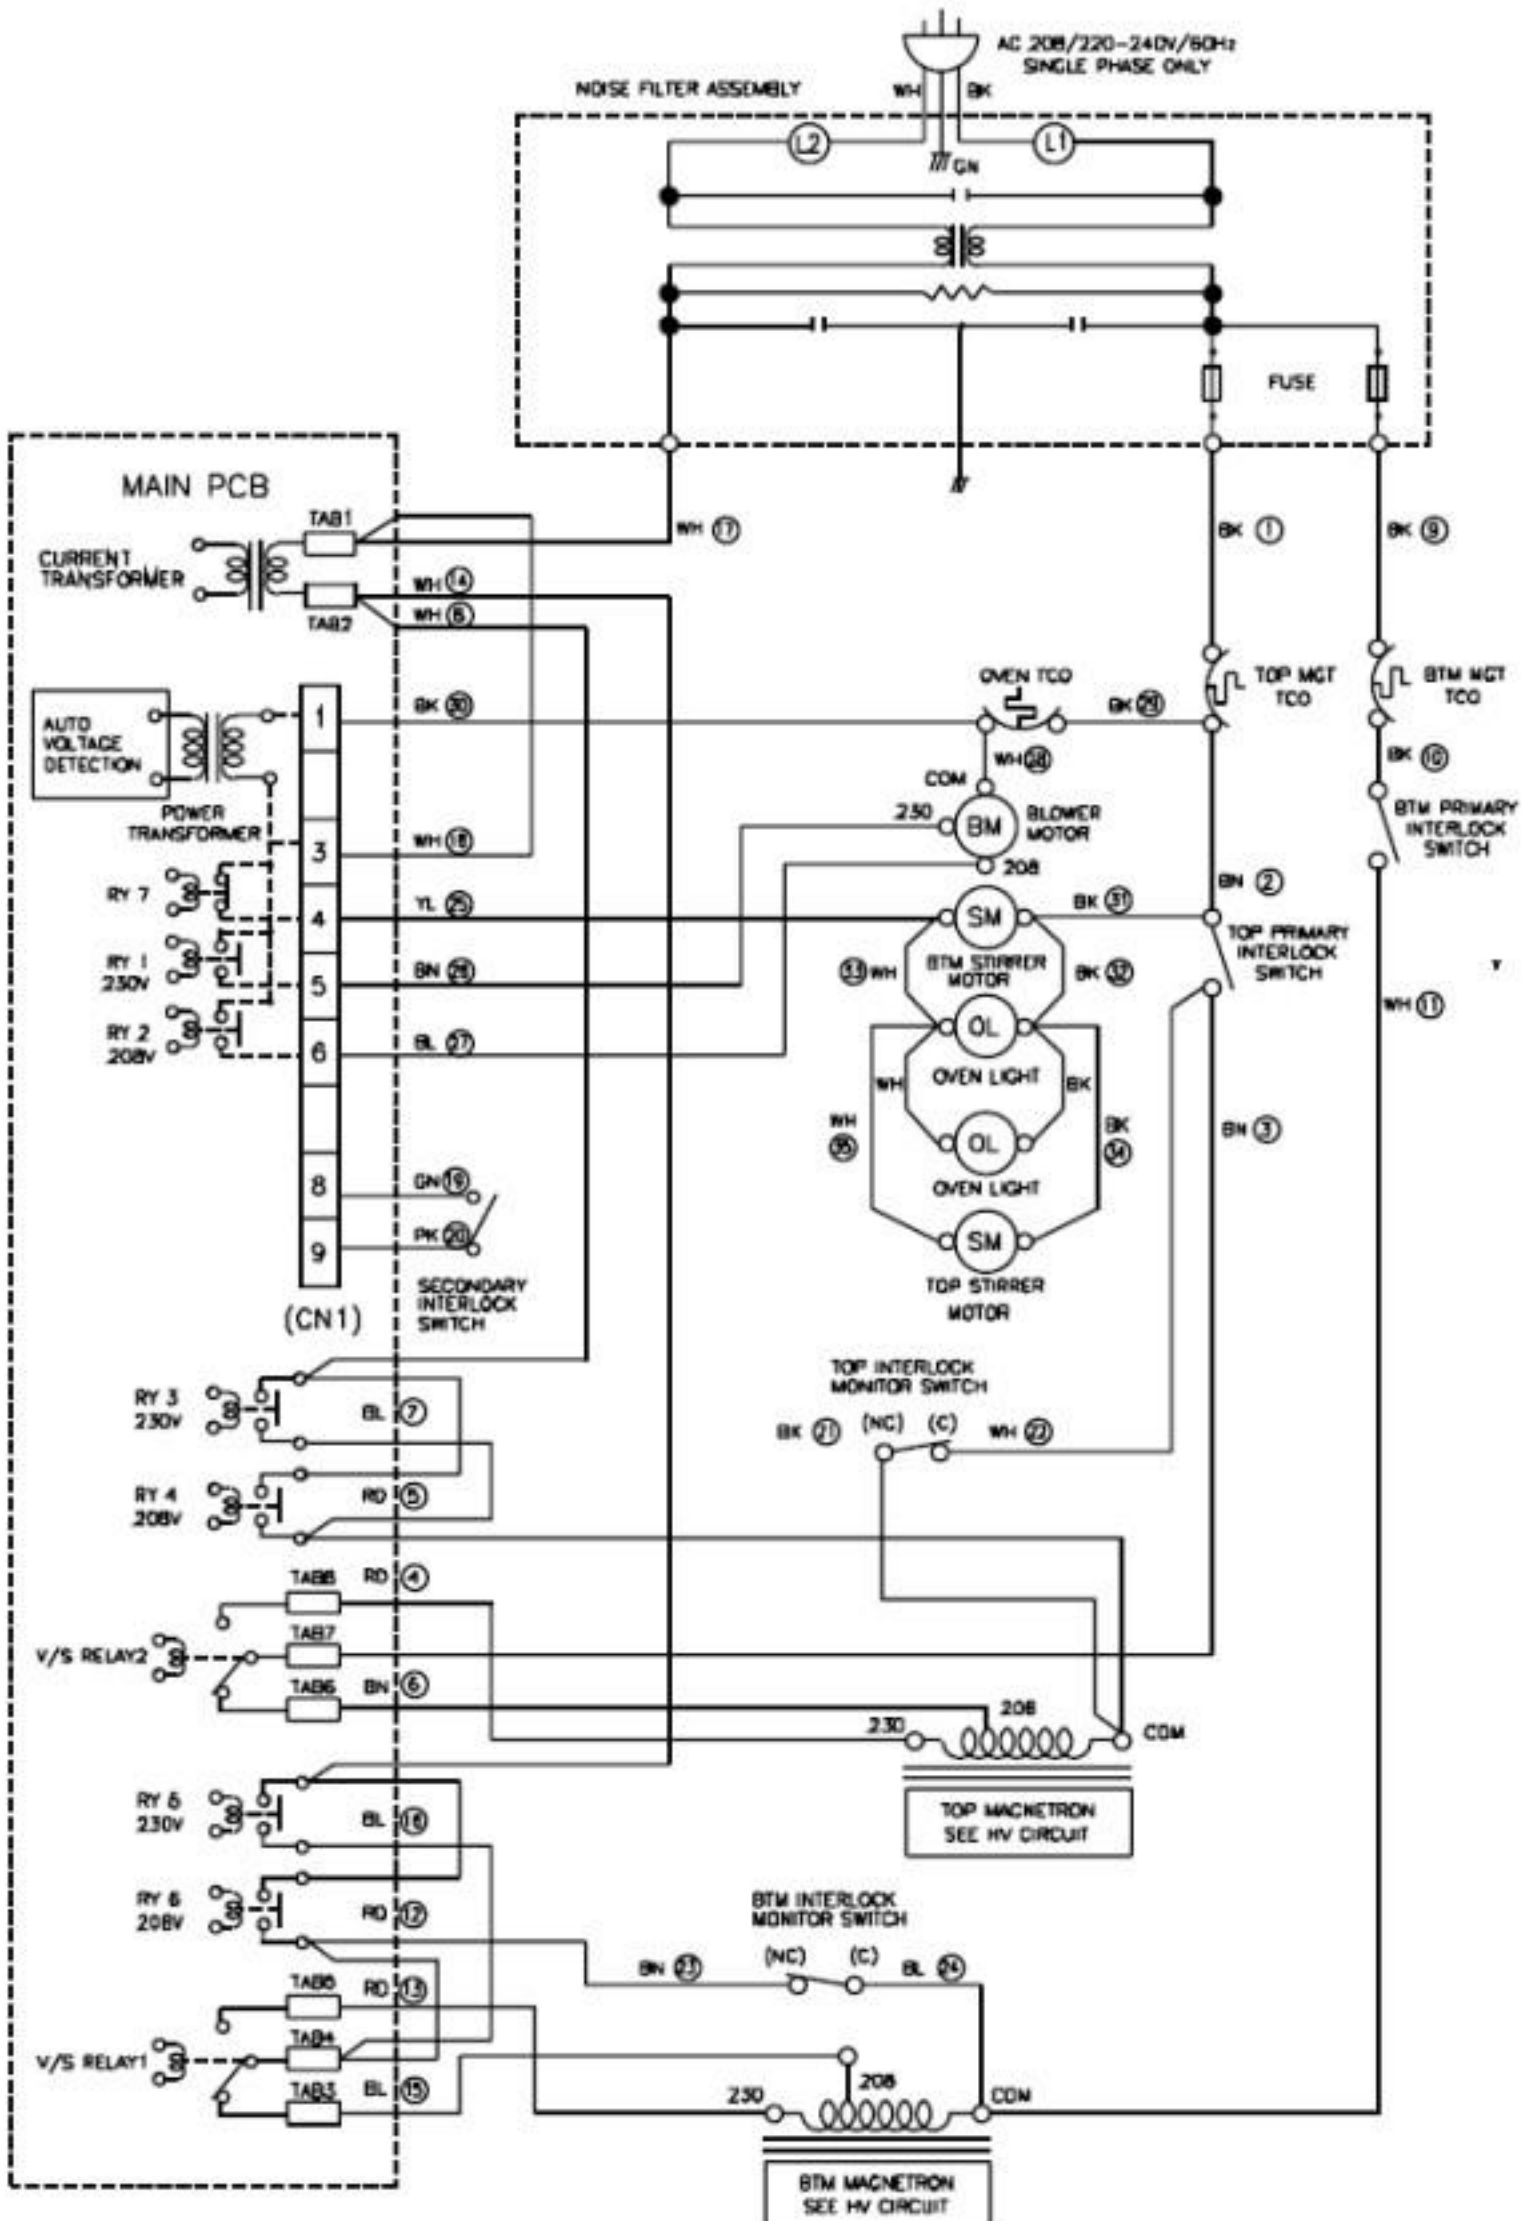 AC 208/220-240V/60Hz
SINGLE PHASE ONLY
NOISE FILTER ASSEMBLY
WH
BK
L2
L1
GN
FUSE
MAIN PCB
TAB1
WH 17
BK 1
BK 9
CURRENT
TRANSFORMER
WH 14
WH 8
TAB2
OVEN TCO
TOP MGT
TCO
BTM MGT
TCO
1
BK 30
BK 29
AUTO
VOLTAGE
DETECTION
WH 28
BK 10
COM
POWER
TRANSFORMER
230
BM
BLOWER
MOTOR
BTM PRIMARY
INTERLOCK
SWITCH
3
WH 18
208
RY 7
4
YL 25
SM
BK 31
BN 2
TOP PRIMARY
INTERLOCK
SWITCH
RY 1
230V
5
BN 26
33 WH
BTM STIRRER
MOTOR
BK 32
WH 11
RY 2
208V
6
BL 27
OL
OVEN LIGHT
WH
BK
WH
35
BK
34
BN 3
OL
OVEN LIGHT
8
GN 19
9
PK 20
SM
TOP STIRRER
MOTOR
SECONDARY
INTERLOCK
SWITCH
(CN1)
TOP INTERLOCK
MONITOR SWITCH
RY 3
230V
BL 7
BK 21
(NC)
(C)
WH 22
RY 4
208V
RD 5
RD 4
TAB7
V/S RELAY2
TAB6
BN 6
208
230
COM
RY 5
230V
BL 16
TOP MAGNETRON
SEE HV CIRCUIT
RY 6
208V
RD 12
BTM INTERLOCK
MONITOR SWITCH
(NC)
(C)
BN 23
BL 24
RD 13
TAB4
V/S RELAY1
TAB3
BL 15
208
230
COM
BTM MAGNETRON
SEE HV CIRCUIT